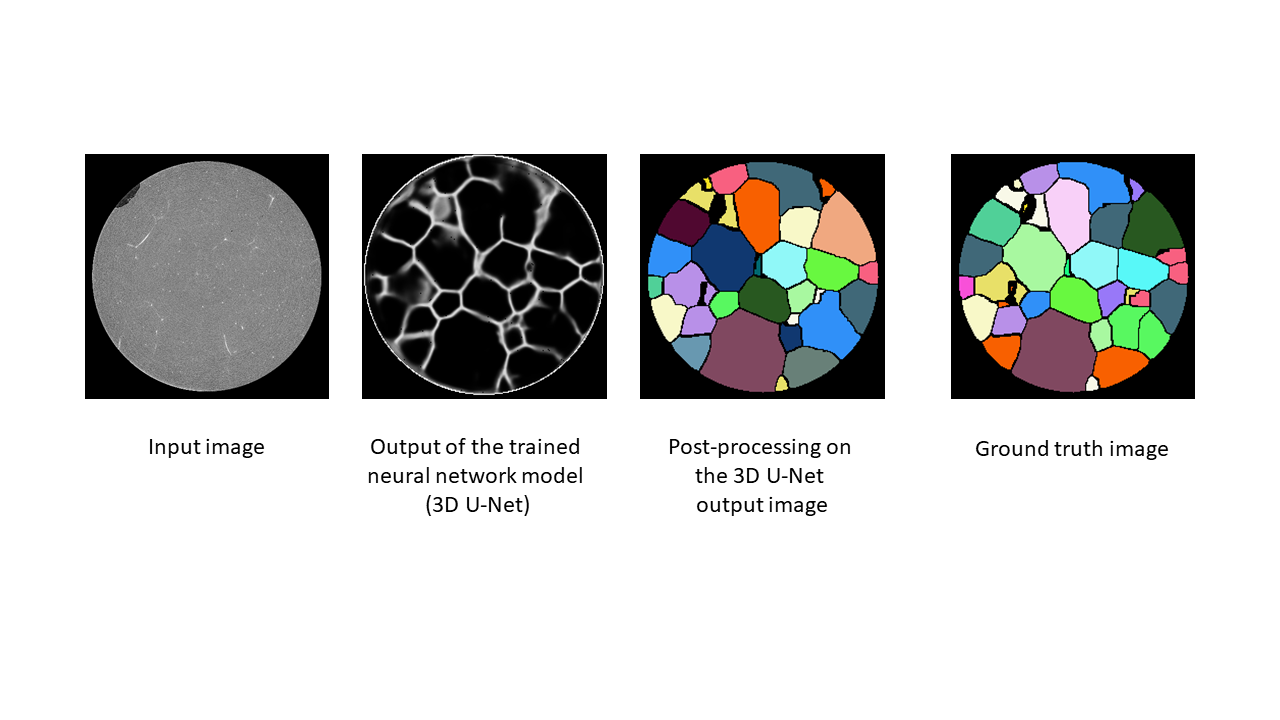 Input image
Output of the trained
neural network model
(3D U-Net)
Post-processing on
the 3D U-Net
output image
Ground truth image